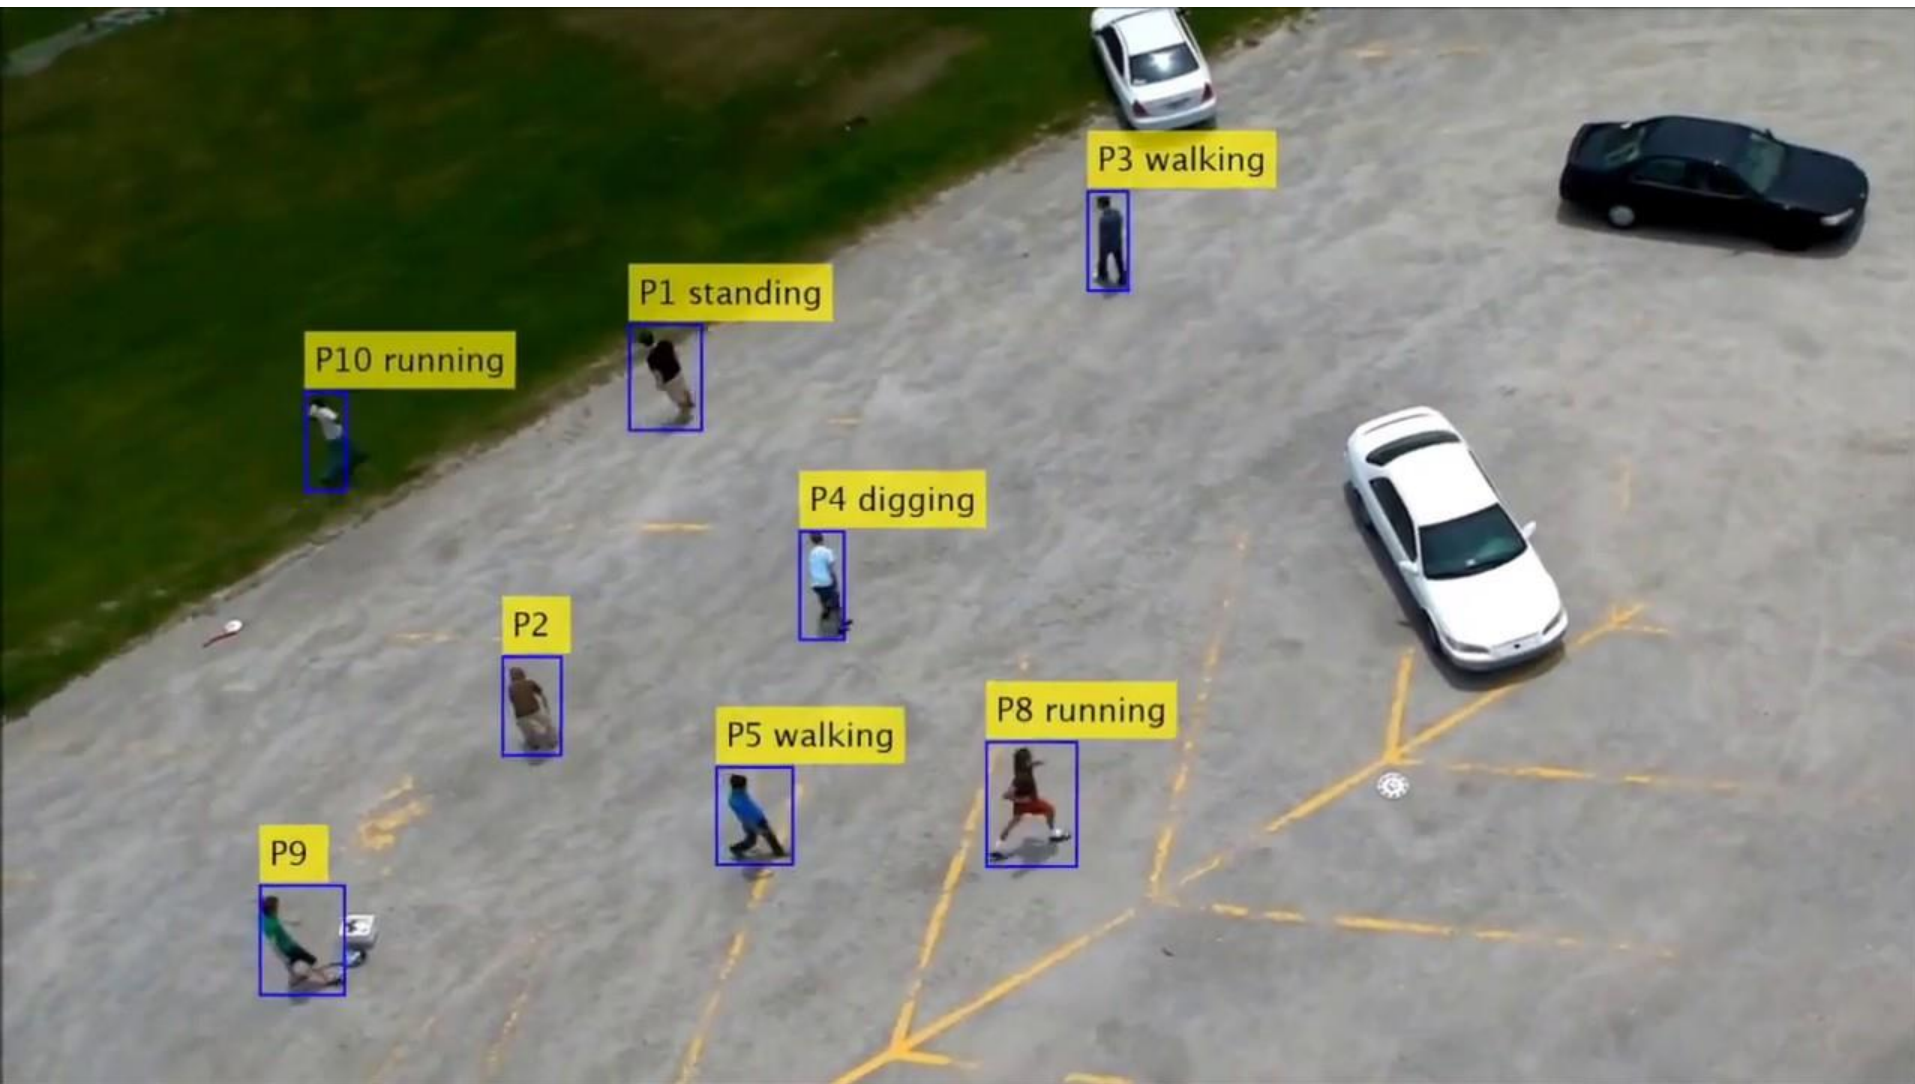 P3 walking
P1 standing
P10 running
P4 digging
P2
P8 running
P5 walking
P9